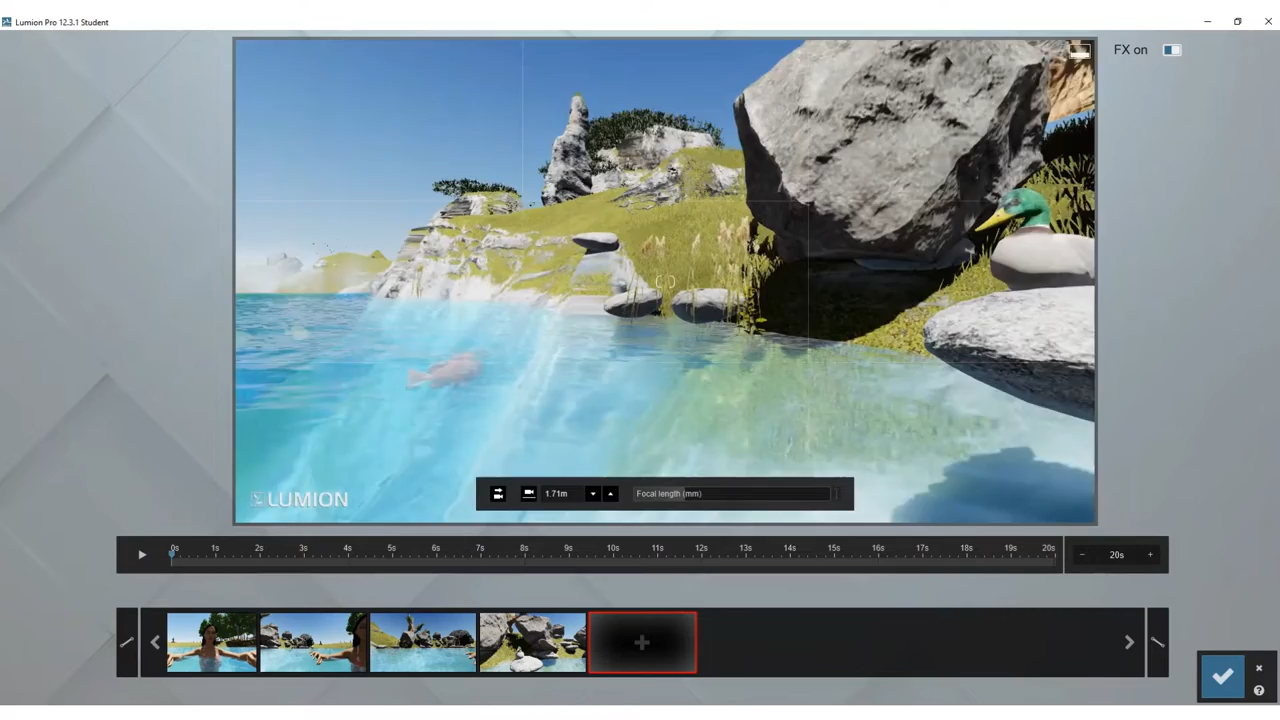 Lumion Pro 12.3.1 Student
FX on
LUMION
1.71m
Focal length (mm)
0s 1s 2s 3s 4s 5s 6s 7s 8s 9s 10s 11s 12s 13s 14s 15s 16s 17s 18s 19s 20s
20s